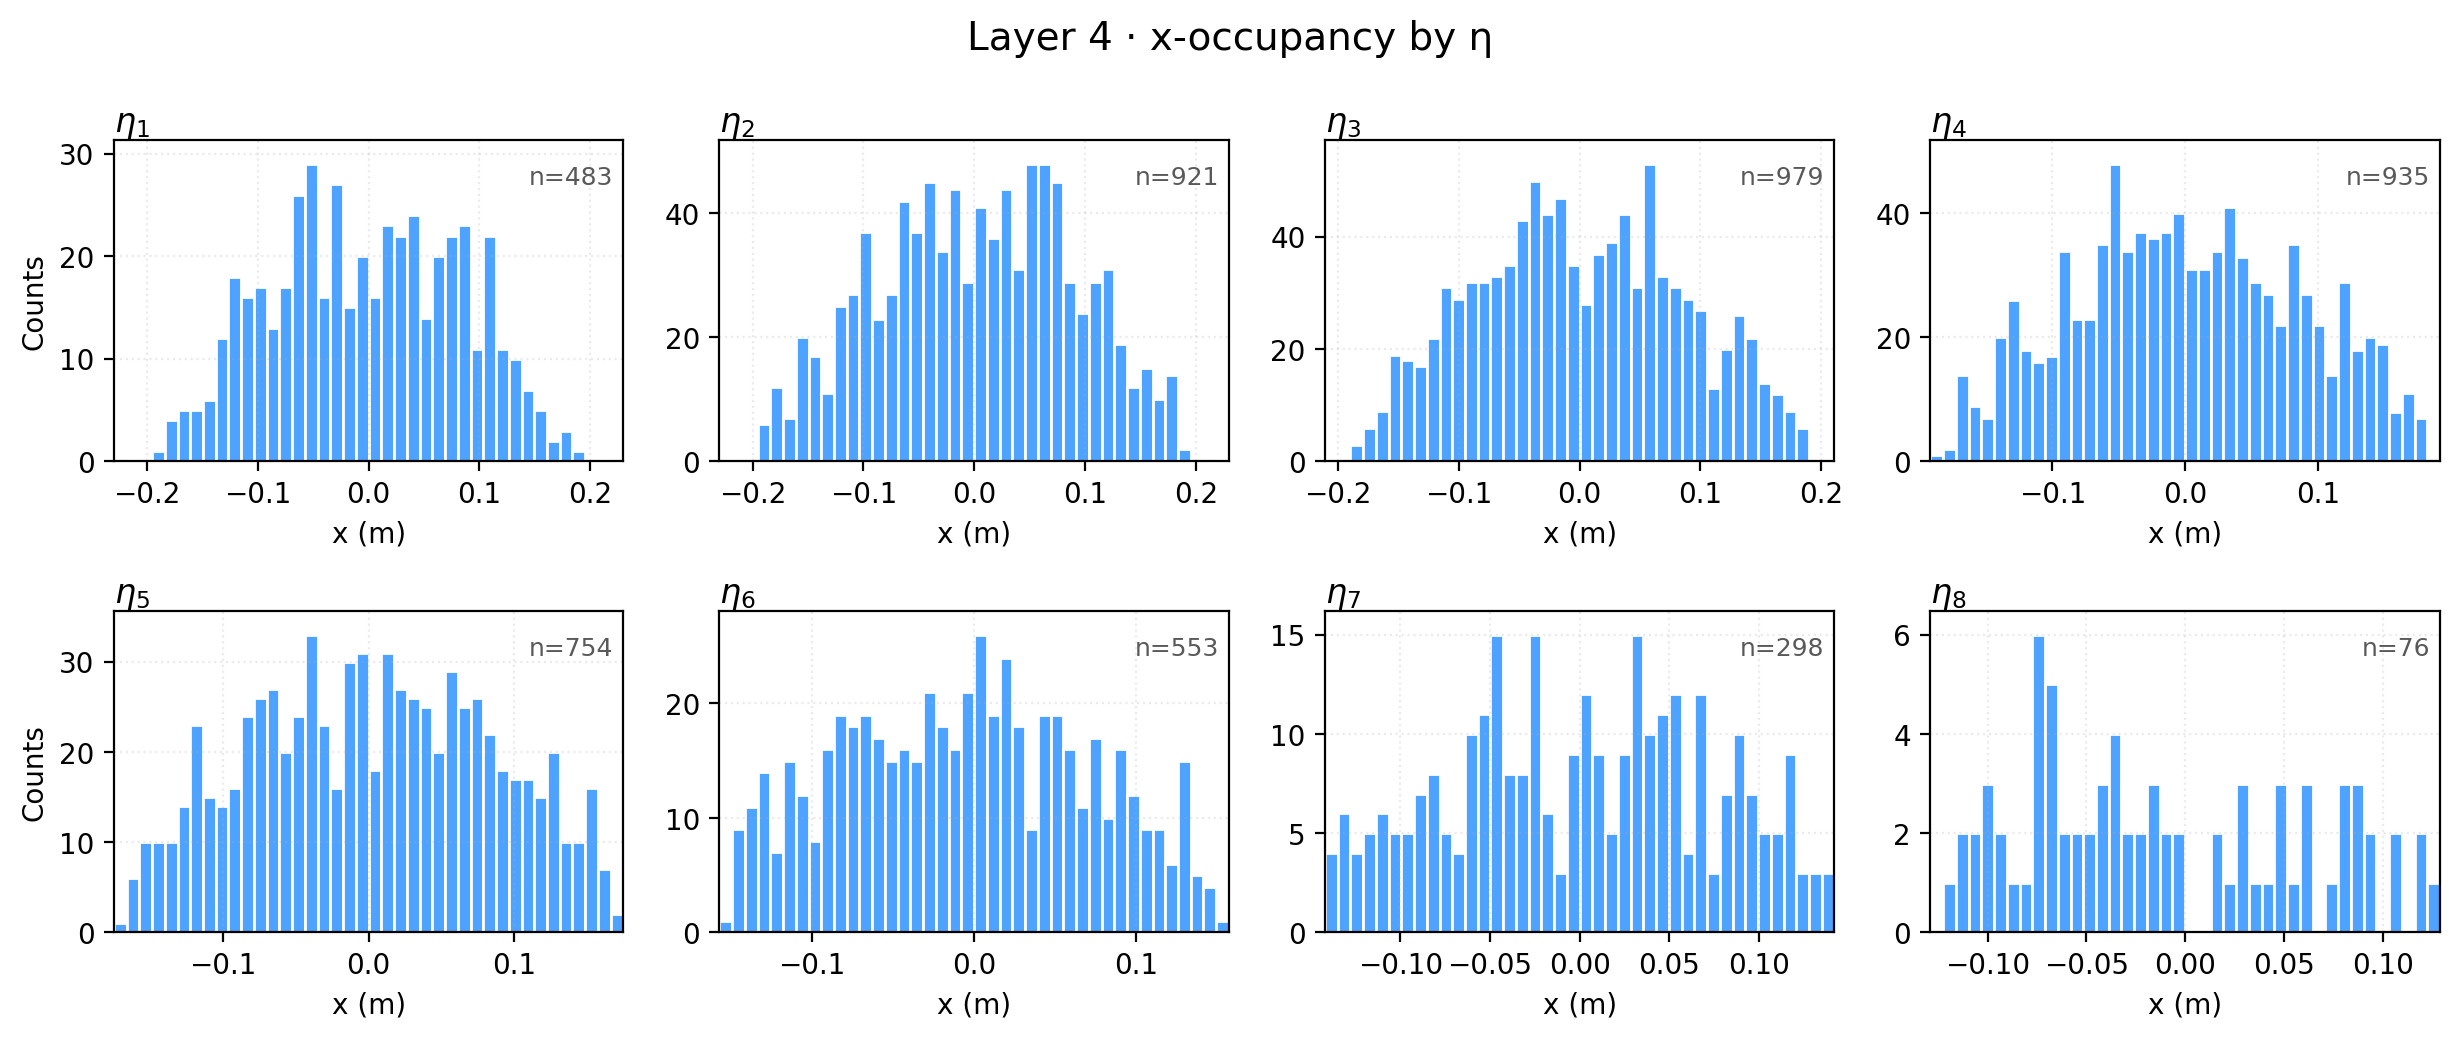 Layer 4 · x-occupancy by η
η1
n=483
30
20
10
0
Counts
−0.2 −0.1 0.0 0.1 0.2
x (m)
η2
n=921
40
20
0
−0.2 −0.1 0.0 0.1 0.2
x (m)
η3
n=979
40
20
0
−0.2 −0.1 0.0 0.1 0.2
x (m)
η4
n=935
40
20
0
−0.1 0.0 0.1
x (m)
η5
n=754
30
20
10
0
Counts
−0.1 0.0 0.1
x (m)
η6
n=553
20
10
0
−0.1 0.0 0.1
x (m)
η7
n=298
15
10
5
0
−0.10 −0.05 0.00 0.05 0.10
x (m)
η8
n=76
6
4
2
0
−0.10 −0.05 0.00 0.05 0.10
x (m)